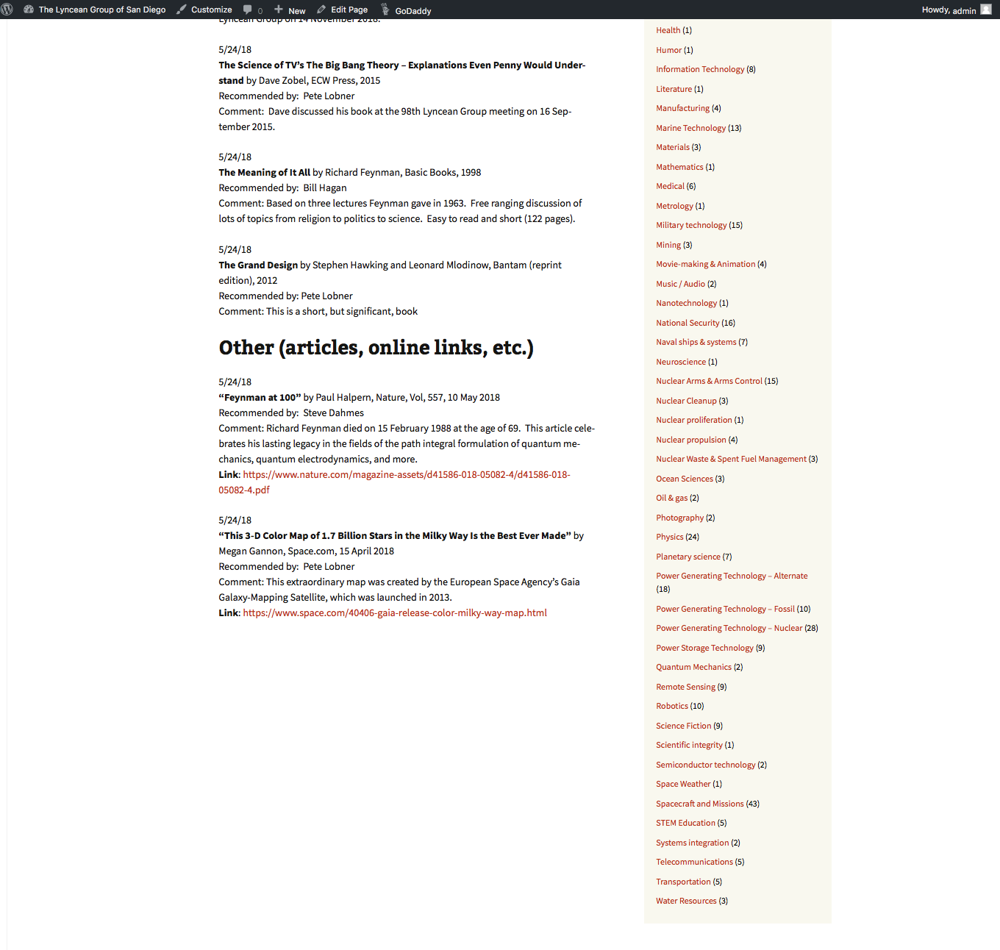 The Lyncean Group of San Diego Customize 0 New Edit Page GoDaddy Howdy, admin
Lyncean Group on 14 November 2018.
5/24/18
The Science of TV’s The Big Bang Theory – Explanations Even Penny Would Under-
stand by Dave Zobel, ECW Press, 2015
Recommended by:  Pete Lobner
Comment:  Dave discussed his book at the 98th Lyncean Group meeting on 16 Sep-
tember 2015.
5/24/18
The Meaning of It All by Richard Feynman, Basic Books, 1998
Recommended by:  Bill Hagan
Comment: Based on three lectures Feynman gave in 1963.  Free ranging discussion of
lots of topics from religion to politics to science.  Easy to read and short (122 pages).
5/24/18
The Grand Design by Stephen Hawking and Leonard Mlodinow, Bantam (reprint
edition), 2012
Recommended by: Pete Lobner
Comment: This is a short, but significant, book
Other (articles, online links, etc.)
5/24/18
“Feynman at 100” by Paul Halpern, Nature, Vol, 557, 10 May 2018
Recommended by:  Steve Dahmes
Comment: Richard Feynman died on 15 February 1988 at the age of 69.  This article cele-
brates his lasting legacy in the fields of the path integral formulation of quantum me-
chanics, quantum electrodynamics, and more.
Link: https://www.nature.com/magazine-assets/d41586-018-05082-4/d41586-018-
05082-4.pdf
5/24/18
“This 3-D Color Map of 1.7 Billion Stars in the Milky Way Is the Best Ever Made” by
Megan Gannon, Space.com, 15 April 2018
Recommended by:  Pete Lobner
Comment: This extraordinary map was created by the European Space Agency’s Gaia
Galaxy-Mapping Satellite, which was launched in 2013.
Link: https://www.space.com/40406-gaia-release-color-milky-way-map.html
Health (1)
Humor (1)
Information Technology (8)
Literature (1)
Manufacturing (4)
Marine Technology (13)
Materials (3)
Mathematics (1)
Medical (6)
Metrology (1)
Military technology (15)
Mining (3)
Movie-making & Animation (4)
Music / Audio (2)
Nanotechnology (1)
National Security (16)
Naval ships & systems (7)
Neuroscience (1)
Nuclear Arms & Arms Control (15)
Nuclear Cleanup (3)
Nuclear proliferation (1)
Nuclear propulsion (4)
Nuclear Waste & Spent Fuel Management (3)
Ocean Sciences (3)
Oil & gas (2)
Photography (2)
Physics (24)
Planetary science (7)
Power Generating Technology – Alternate
(18)
Power Generating Technology – Fossil (10)
Power Generating Technology – Nuclear (28)
Power Storage Technology (9)
Quantum Mechanics (2)
Remote Sensing (9)
Robotics (10)
Science Fiction (9)
Scientific integrity (1)
Semiconductor technology (2)
Space Weather (1)
Spacecraft and Missions (43)
STEM Education (5)
Systems integration (2)
Telecommunications (5)
Transportation (5)
Water Resources (3)